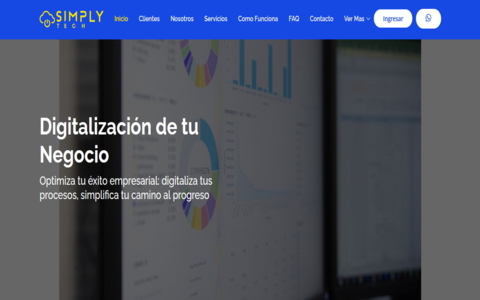 SIMPLY
TECH
Inicio Clientes Nosotros Servicios Como Funciona FAQ Contacto Ver Mas Ingresar
Digitalización de tu
Negocio
Optimiza tu éxito empresarial: digitaliza tus
procesos, simplifica tu camino al progreso